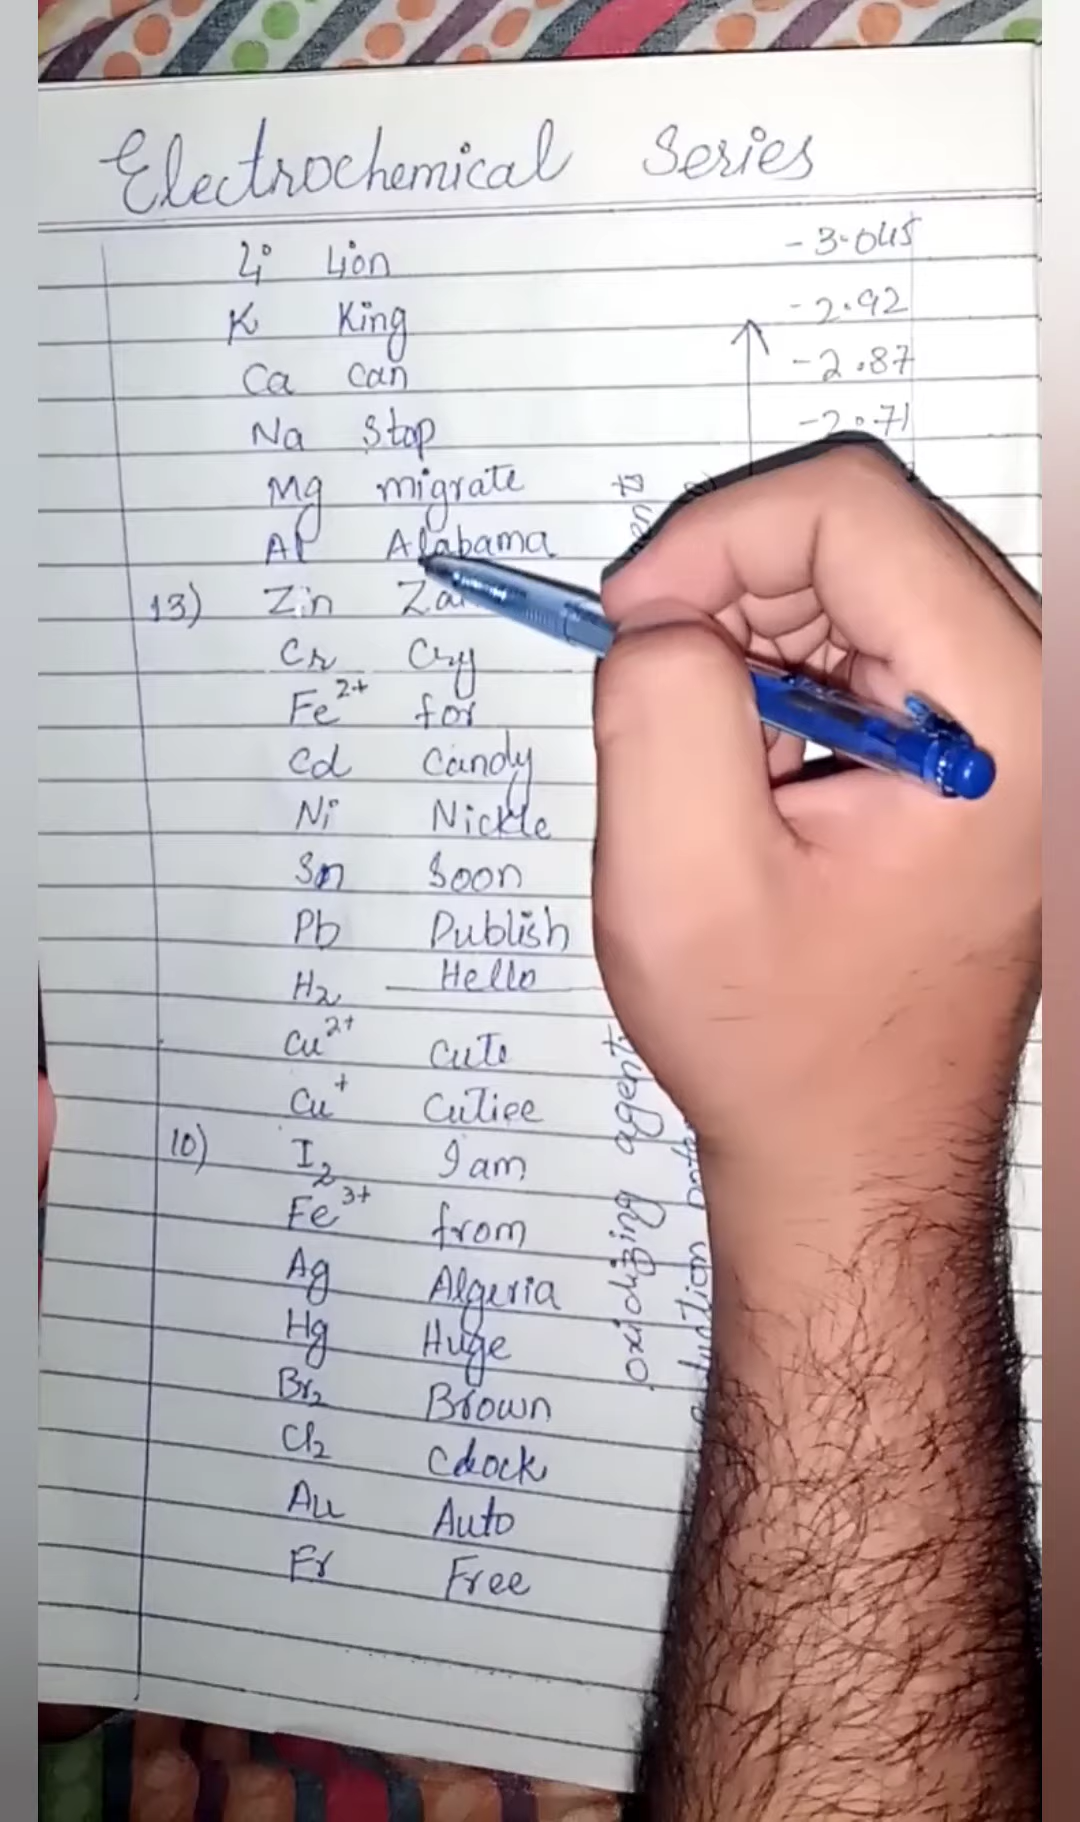 Electrochemical Series
Li Lion -3.045
K King -2.92
Ca can -2.87
Na Stop -2.71
Mg migrate
Al Alabama
13) Zin
Cr Cry
Fe2+ for
Cd Candy
Ni Nickle
Sn Soon
Pb Publish
H2 Hello
Cu2+ Cute
Cu+ Cutiee
10) I2 I am
Fe3+ from
Ag Algeria
Hg Huge
Br2 Brown
Cl2 Clock
Au Auto
Fr Free
oxidizing agent